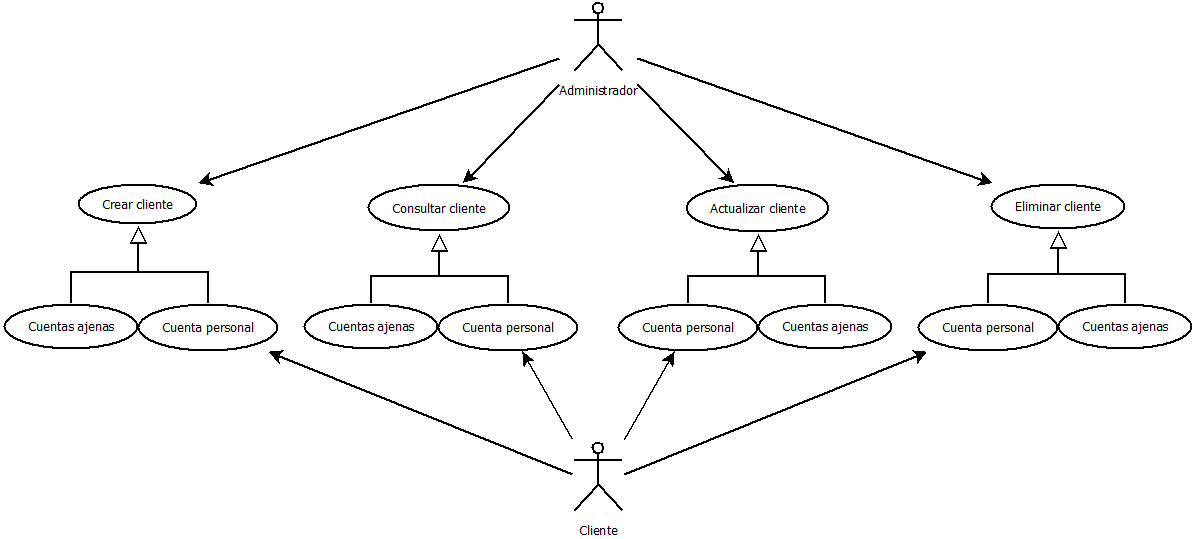 Administrador
Crear cliente
Consultar cliente
Actualizar cliente
Eliminar cliente
Cuentas ajenas
Cuenta personal
Cuentas ajenas
Cuenta personal
Cuenta personal
Cuentas ajenas
Cuenta personal
Cuentas ajenas
Cliente